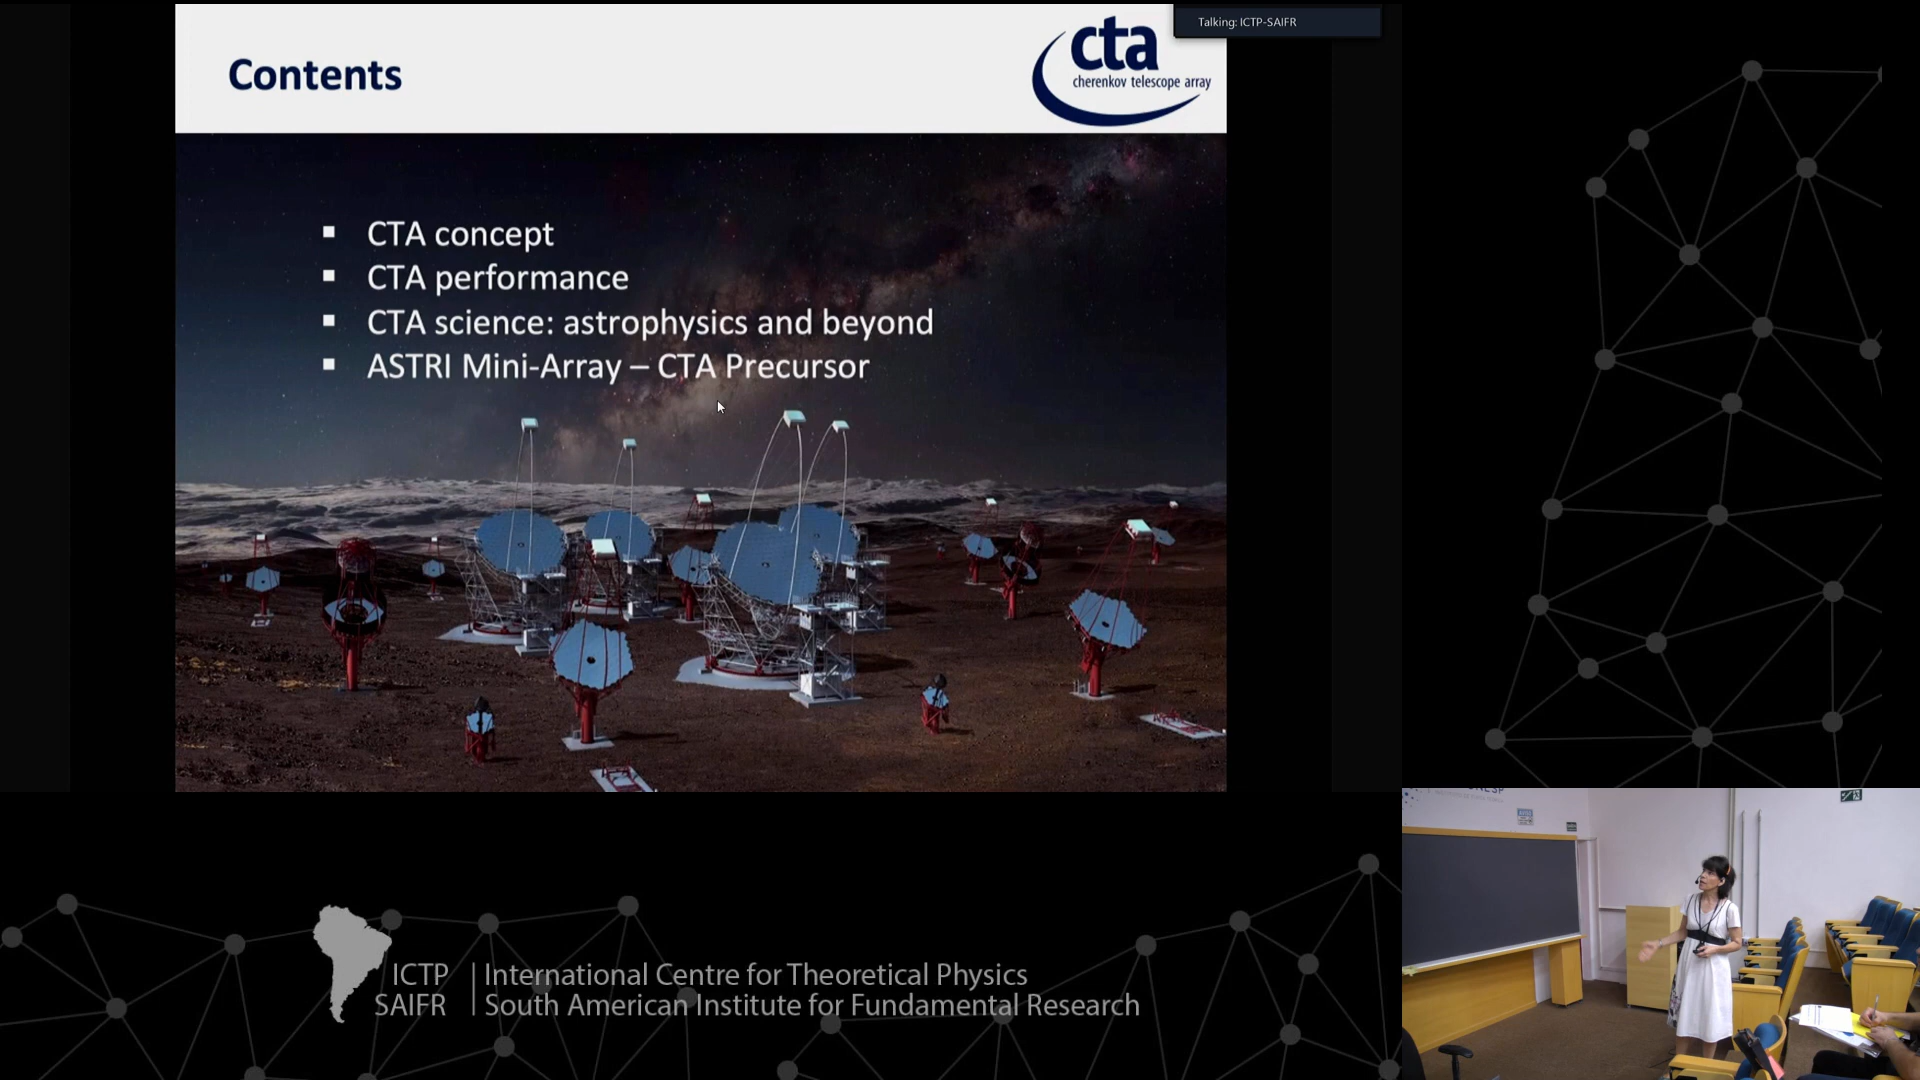 Talking: ICTP-SAIFR
Contents
cta
cherenkov telescope array
▪ CTA concept
▪ CTA performance
▪ CTA science: astrophysics and beyond
▪ ASTRI Mini-Array – CTA Precursor
ICTP | International Centre for Theoretical Physics
SAIFR | South American Institute for Fundamental Research